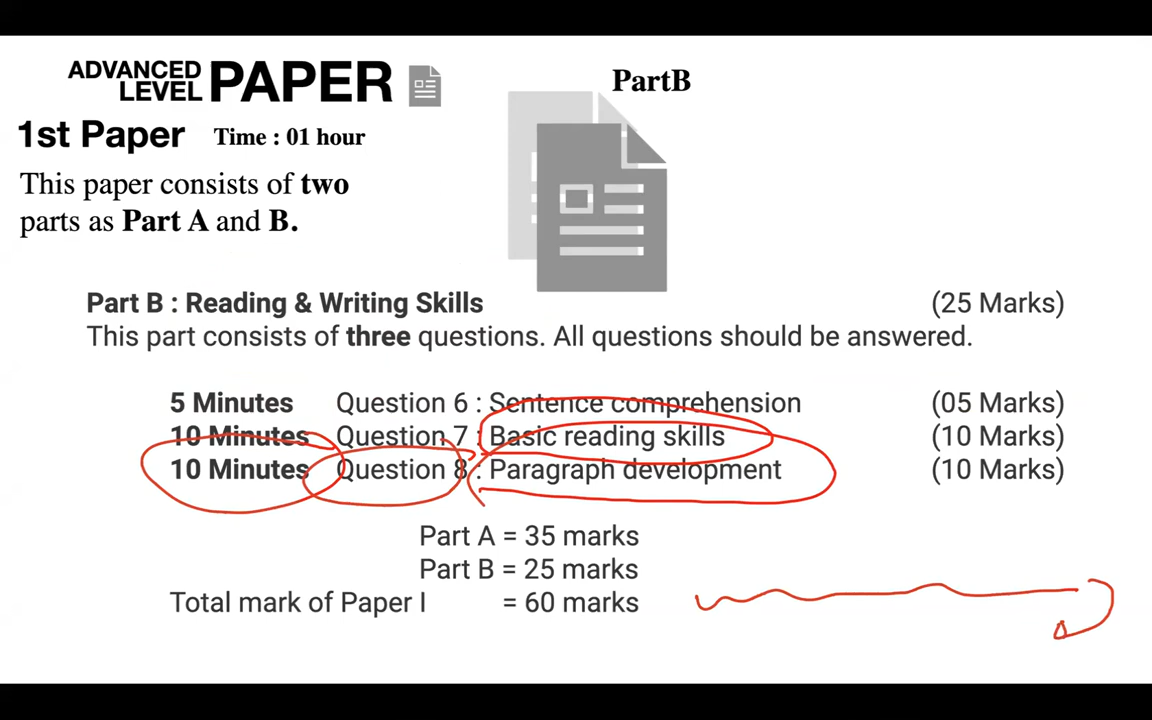 ADVANCED
LEVEL PAPER
1st Paper Time : 01 hour
This paper consists of two
parts as Part A and B.
PartB
Part B : Reading & Writing Skills (25 Marks)
This part consists of three questions. All questions should be answered.
5 Minutes Question 6 : Sentence comprehension (05 Marks)
10 Minutes Question 7 : Basic reading skills (10 Marks)
10 Minutes Question 8 : Paragraph development (10 Marks)
Part A = 35 marks
Part B = 25 marks
Total mark of Paper I = 60 marks